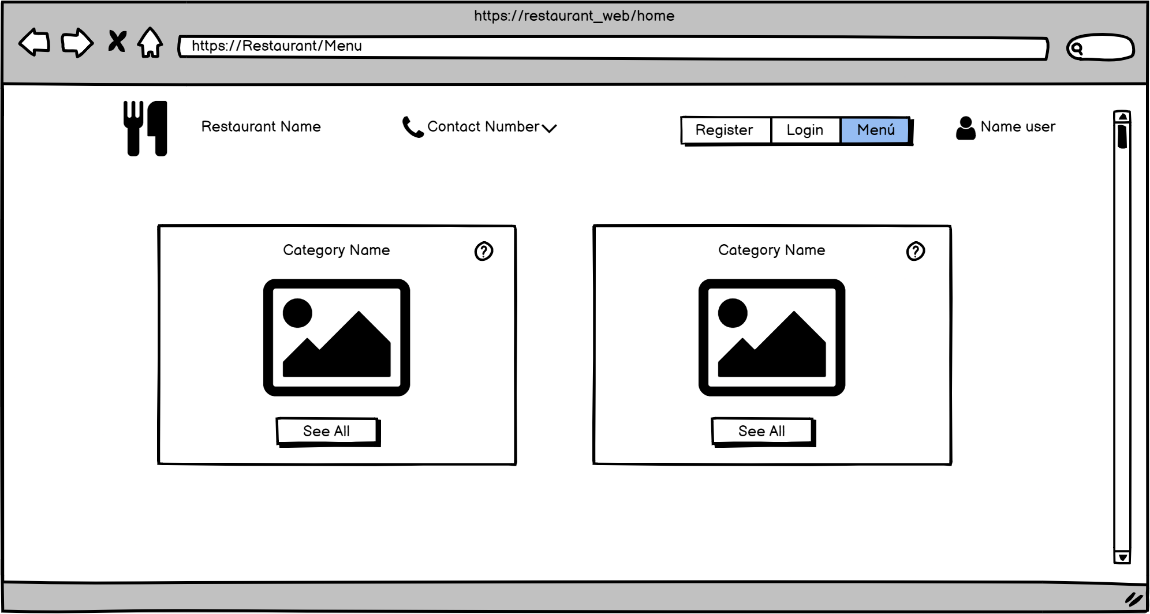 https://restaurant_web/home
https://Restaurant/Menu
Restaurant Name
Contact Number
Register
Login
Menú
Name user
Category Name
?
Category Name
?
See All
See All